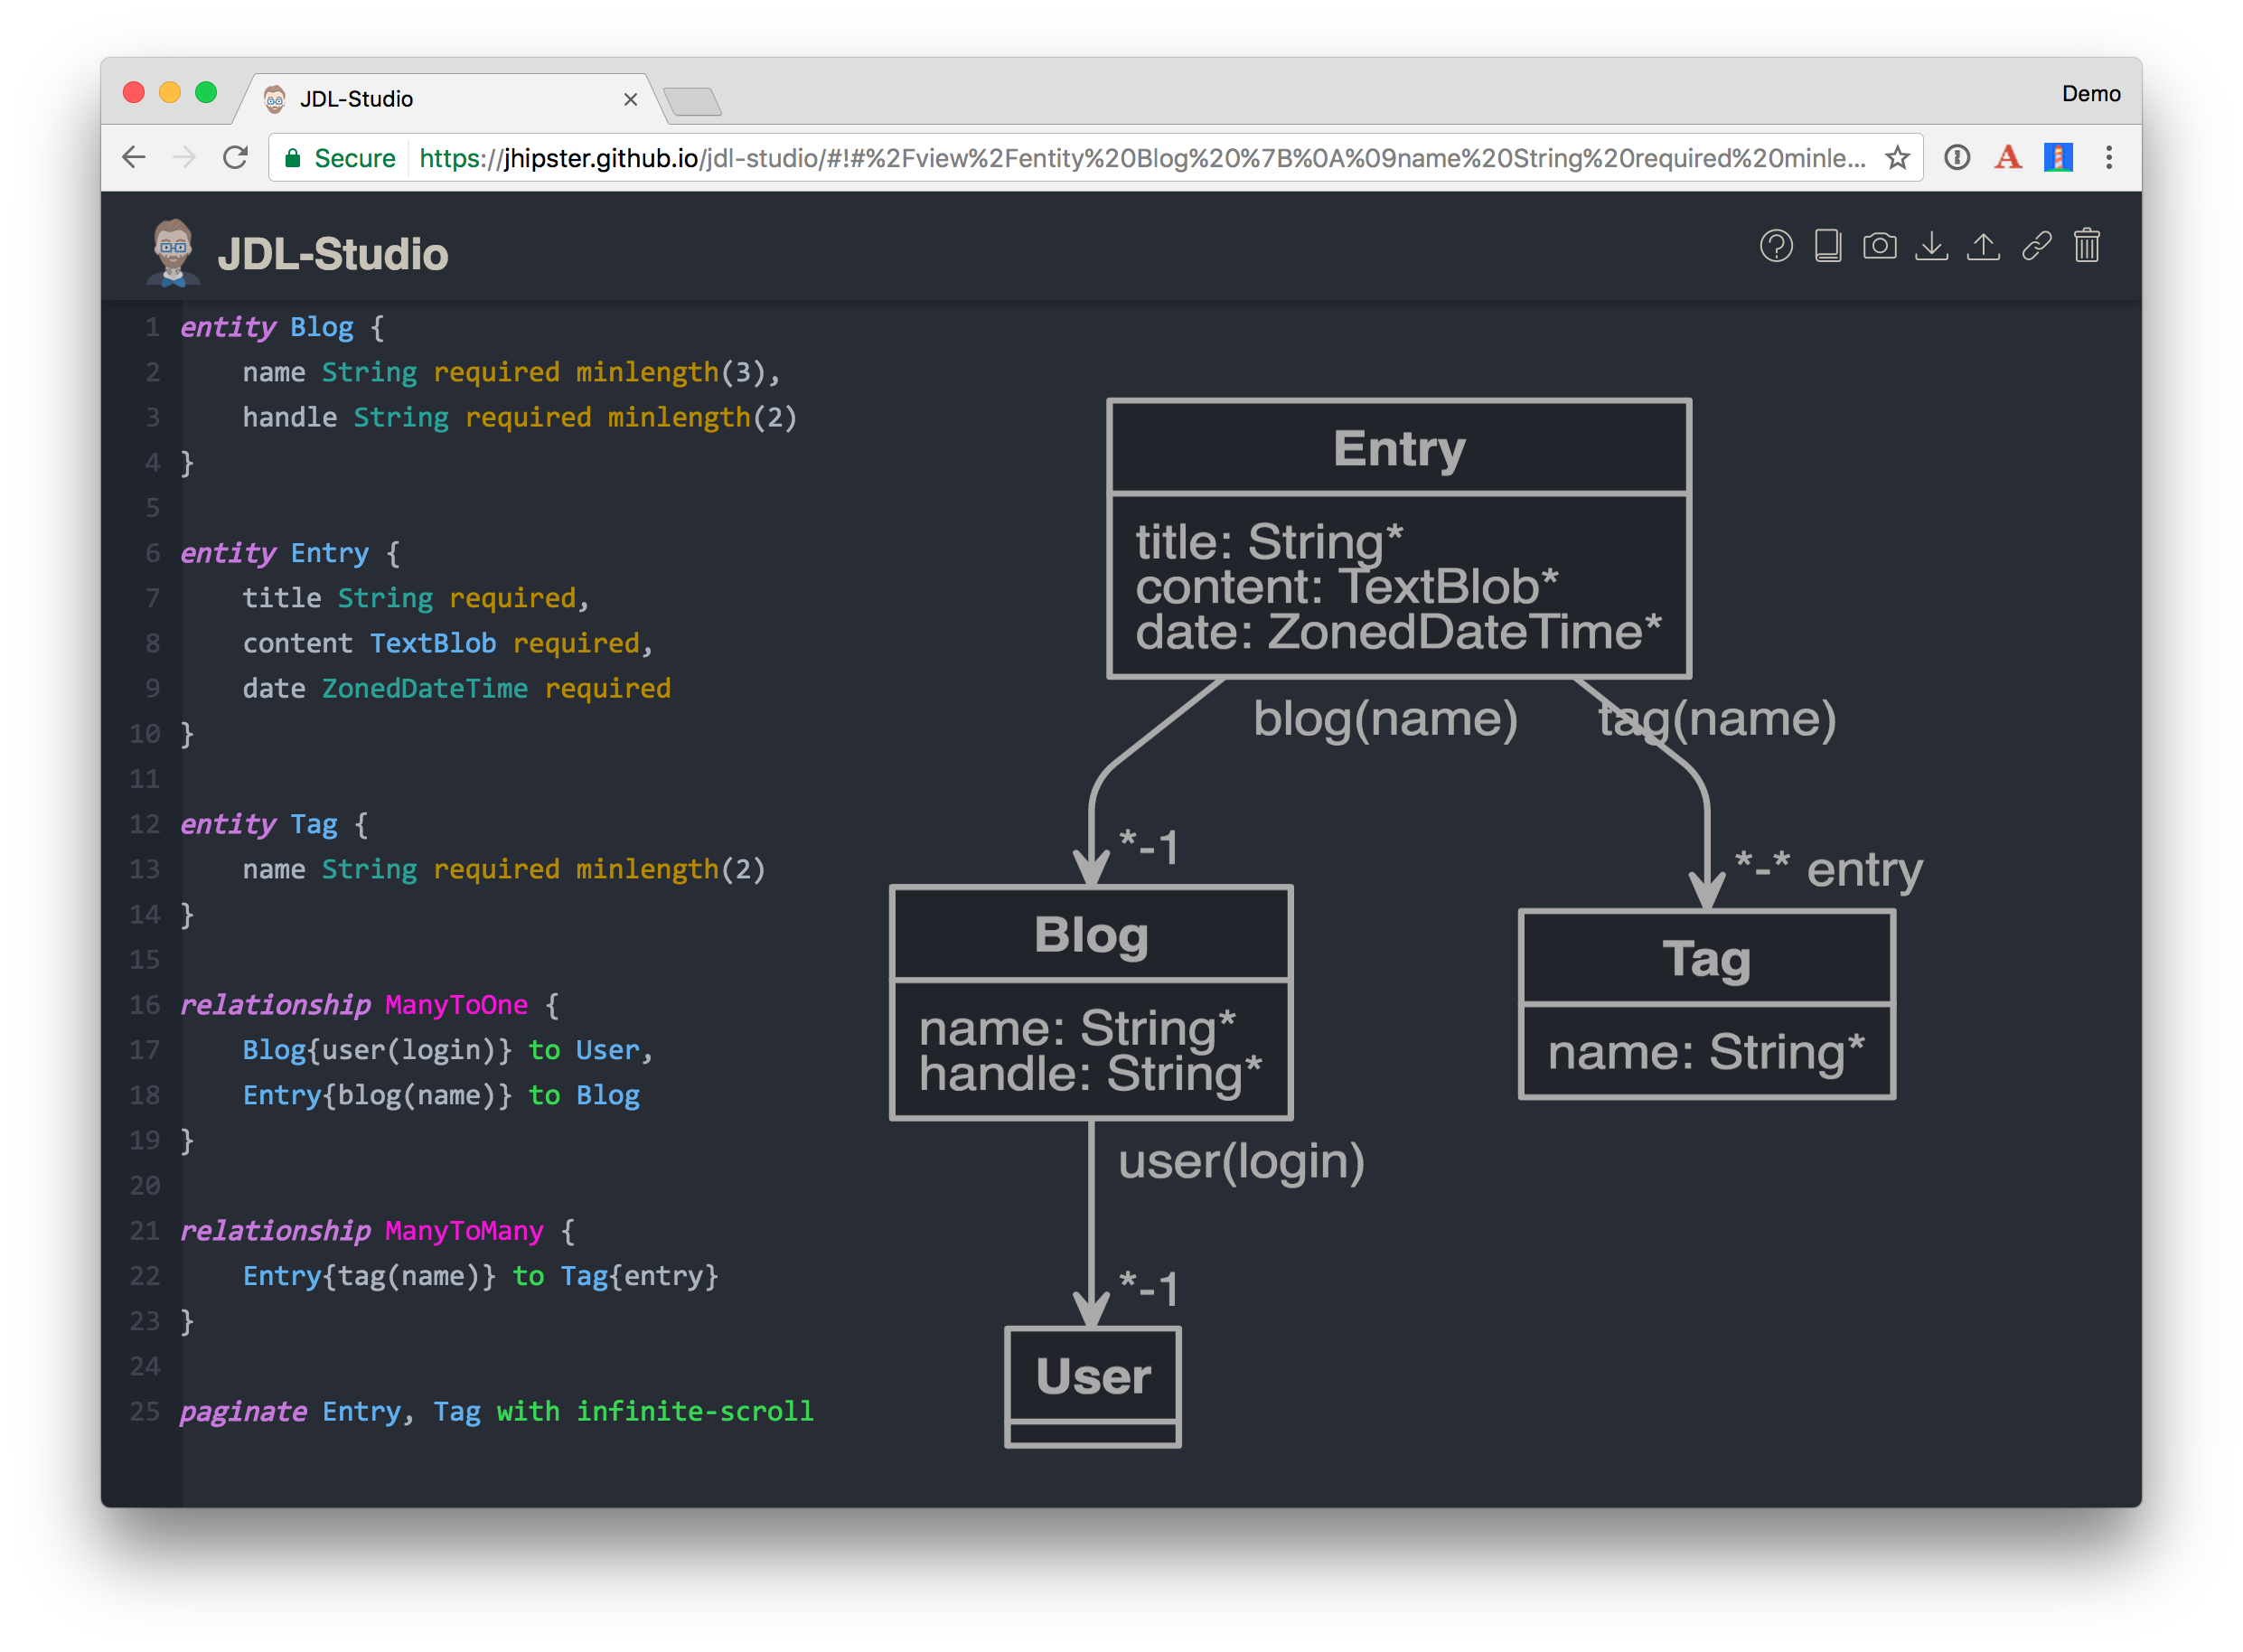 JDL-Studio
Demo
Secure https://jhipster.github.io/jdl-studio/#!#%2Fview%2Fentity%20Blog%20%7B%0A%09name%20String%20required%20minle...
JDL-Studio
1 entity Blog {
2 name String required minlength(3),
3 handle String required minlength(2)
4 }
5
6 entity Entry {
7 title String required,
8 content TextBlob required,
9 date ZonedDateTime required
10 }
11
12 entity Tag {
13 name String required minlength(2)
14 }
15
16 relationship ManyToOne {
17 Blog{user(login)} to User,
18 Entry{blog(name)} to Blog
19 }
20
21 relationship ManyToMany {
22 Entry{tag(name)} to Tag{entry}
23 }
24
25 paginate Entry, Tag with infinite-scroll
Entry
title: String*
content: TextBlob*
date: ZonedDateTime*
blog(name)
tag(name)
*-1
*-* entry
Blog
name: String*
handle: String*
Tag
name: String*
user(login)
*-1
User